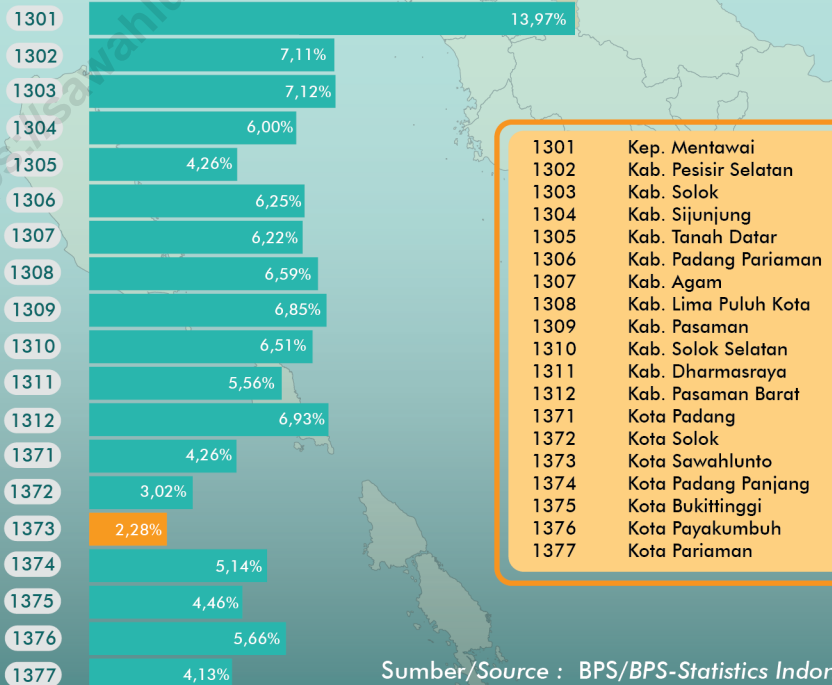 1301 13,97%
1302 7,11%
1303 7,12%
1304 6,00%
1305 4,26%
1306 6,25%
1307 6,22%
1308 6,59%
1309 6,85%
1310 6,51%
1311 5,56%
1312 6,93%
1371 4,26%
1372 3,02%
1373 2,28%
1374 5,14%
1375 4,46%
1376 5,66%
1377 4,13%
1301 Kep. Mentawai
1302 Kab. Pesisir Selatan
1303 Kab. Solok
1304 Kab. Sijunjung
1305 Kab. Tanah Datar
1306 Kab. Padang Pariaman
1307 Kab. Agam
1308 Kab. Lima Puluh Kota
1309 Kab. Pasaman
1310 Kab. Solok Selatan
1311 Kab. Dharmasraya
1312 Kab. Pasaman Barat
1371 Kota Padang
1372 Kota Solok
1373 Kota Sawahlunto
1374 Kota Padang Panjang
1375 Kota Bukittinggi
1376 Kota Payakumbuh
1377 Kota Pariaman
Sumber/Source : BPS/BPS-Statistics Indor